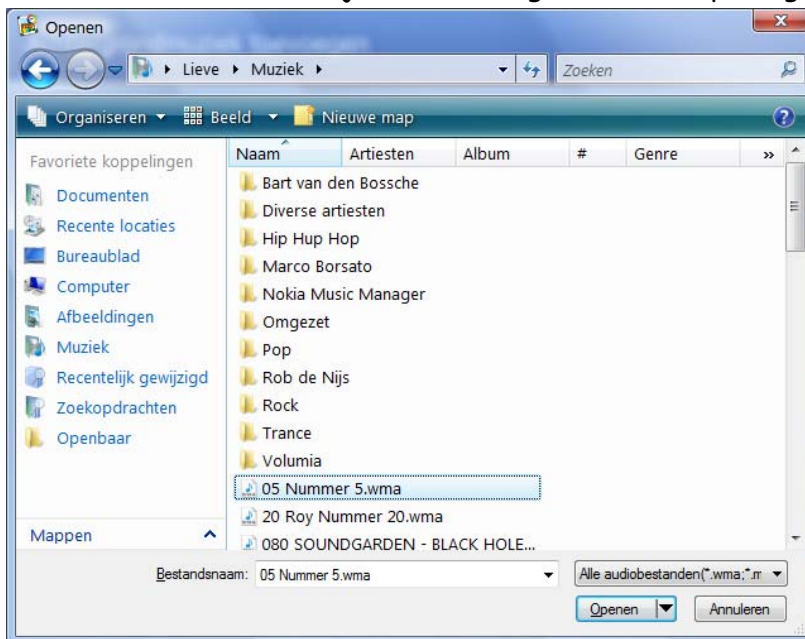 Openen
Lieve Muziek
Zoeken
Organiseren Beeld Nieuwe map
Favoriete koppelingen
Documenten
Recente locaties
Bureaublad
Computer
Afbeeldingen
Muziek
Recentelijk gewijzigd
Zoekopdrachten
Openbaar
Mappen
Naam Artiesten Album # Genre »
Bart van den Bossche
Diverse artiesten
Hip Hup Hop
Marco Borsato
Nokia Music Manager
Omgezet
Pop
Rob de Nijs
Rock
Trance
Volumia
05 Nummer 5.wma
20 Roy Nummer 20.wma
080 SOUNDGARDEN - BLACK HOLE...
Bestandsnaam: 05 Nummer 5.wma
Alle audiobestanden(*.wma;*.m
Openen Annuleren